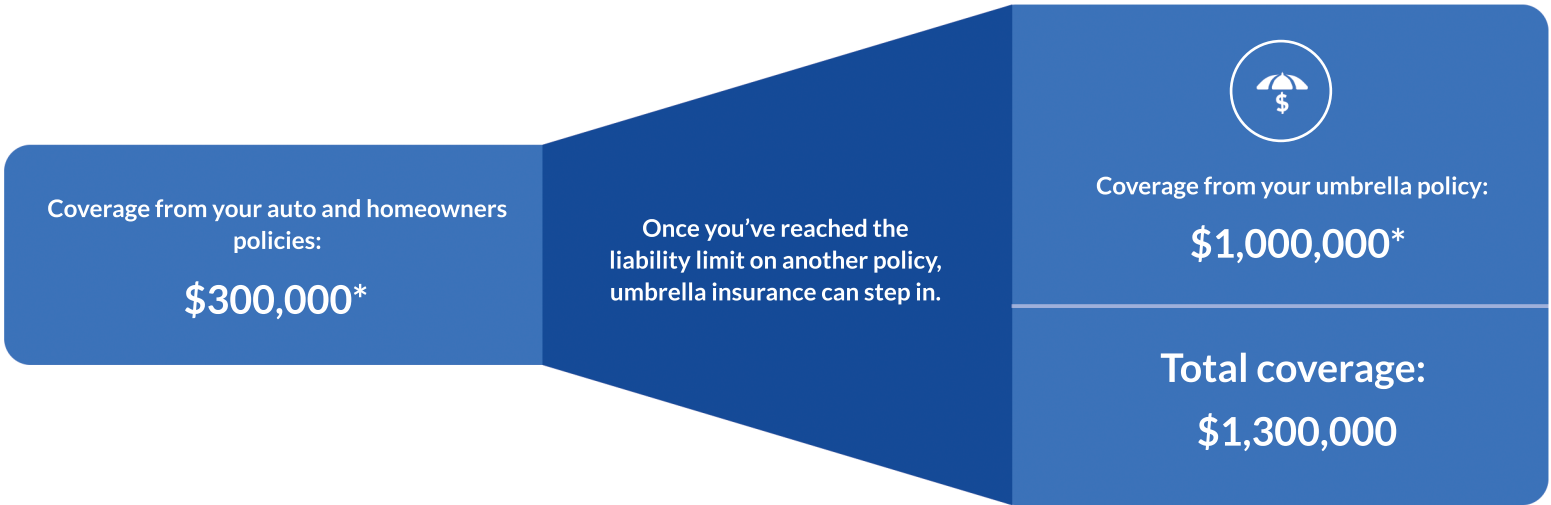 Coverage from your auto and homeowners
policies:
$300,000*
Once you’ve reached the
liability limit on another policy,
umbrella insurance can step in.
$
Coverage from your umbrella policy:
$1,000,000*
Total coverage:
$1,300,000